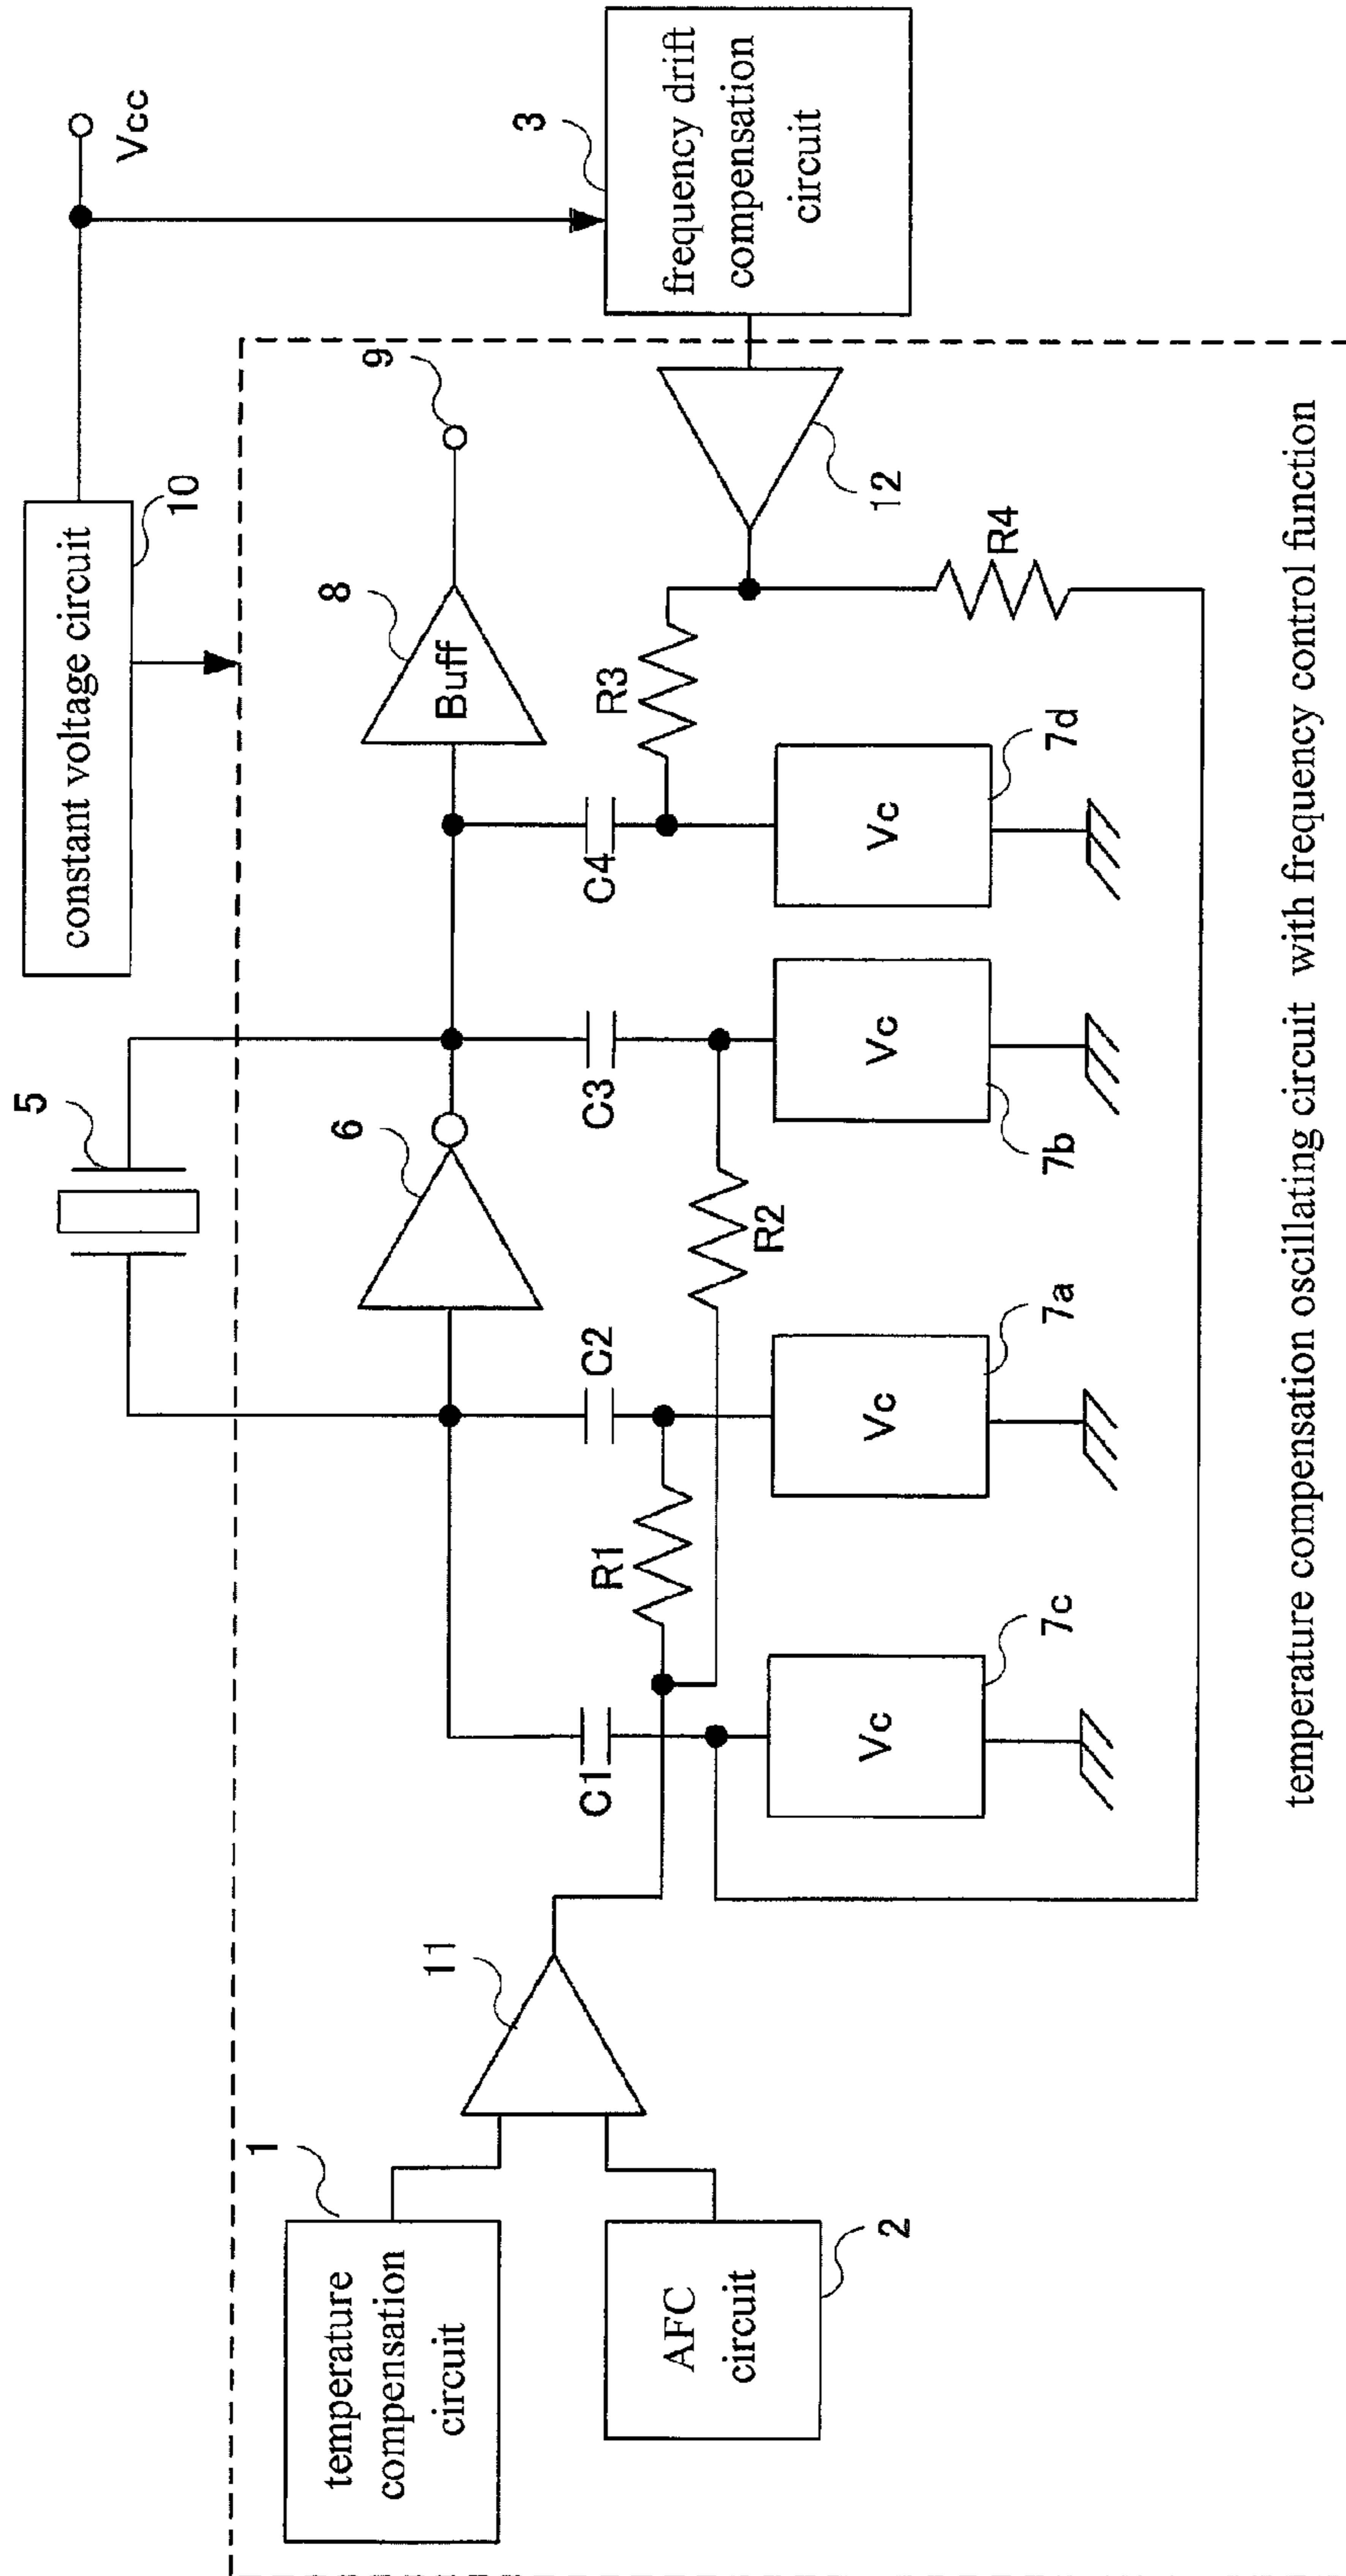 constant voltage circuit
10
Vcc
5
9
3
frequency drift
compensation
circuit
8
Buff
6
12
1
temperature
compensation
circuit
11
C1
C2
C3
C4
R1
R2
R3
R4
AFC
circuit
2
Vc
7c
Vc
7a
Vc
7b
Vc
7d
temperature compensation oscillating circuit with frequency control function